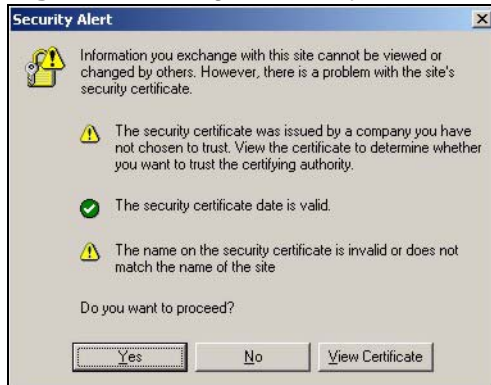 Security Alert
Information you exchange with this site cannot be viewed or
changed by others. However, there is a problem with the site's
security certificate.
The security certificate was issued by a company you have
not chosen to trust. View the certificate to determine whether
you want to trust the certifying authority.
The security certificate date is valid.
The name on the security certificate is invalid or does not
match the name of the site
Do you want to proceed?
Yes No View Certificate